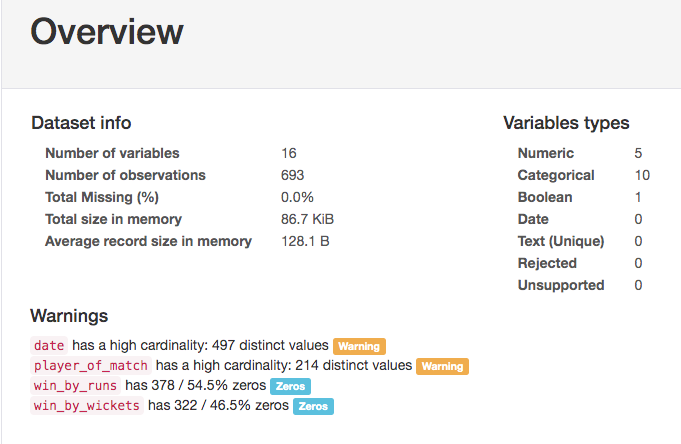 Overview
Dataset info
Number of variables 16
Number of observations 693
Total Missing (%) 0.0%
Total size in memory 86.7 KiB
Average record size in memory 128.1 B
Variables types
Numeric 5
Categorical 10
Boolean 1
Date 0
Text (Unique) 0
Rejected 0
Unsupported 0
Warnings
date has a high cardinality: 497 distinct values Warning
player_of_match has a high cardinality: 214 distinct values Warning
win_by_runs has 378 / 54.5% zeros Zeros
win_by_wickets has 322 / 46.5% zeros Zeros